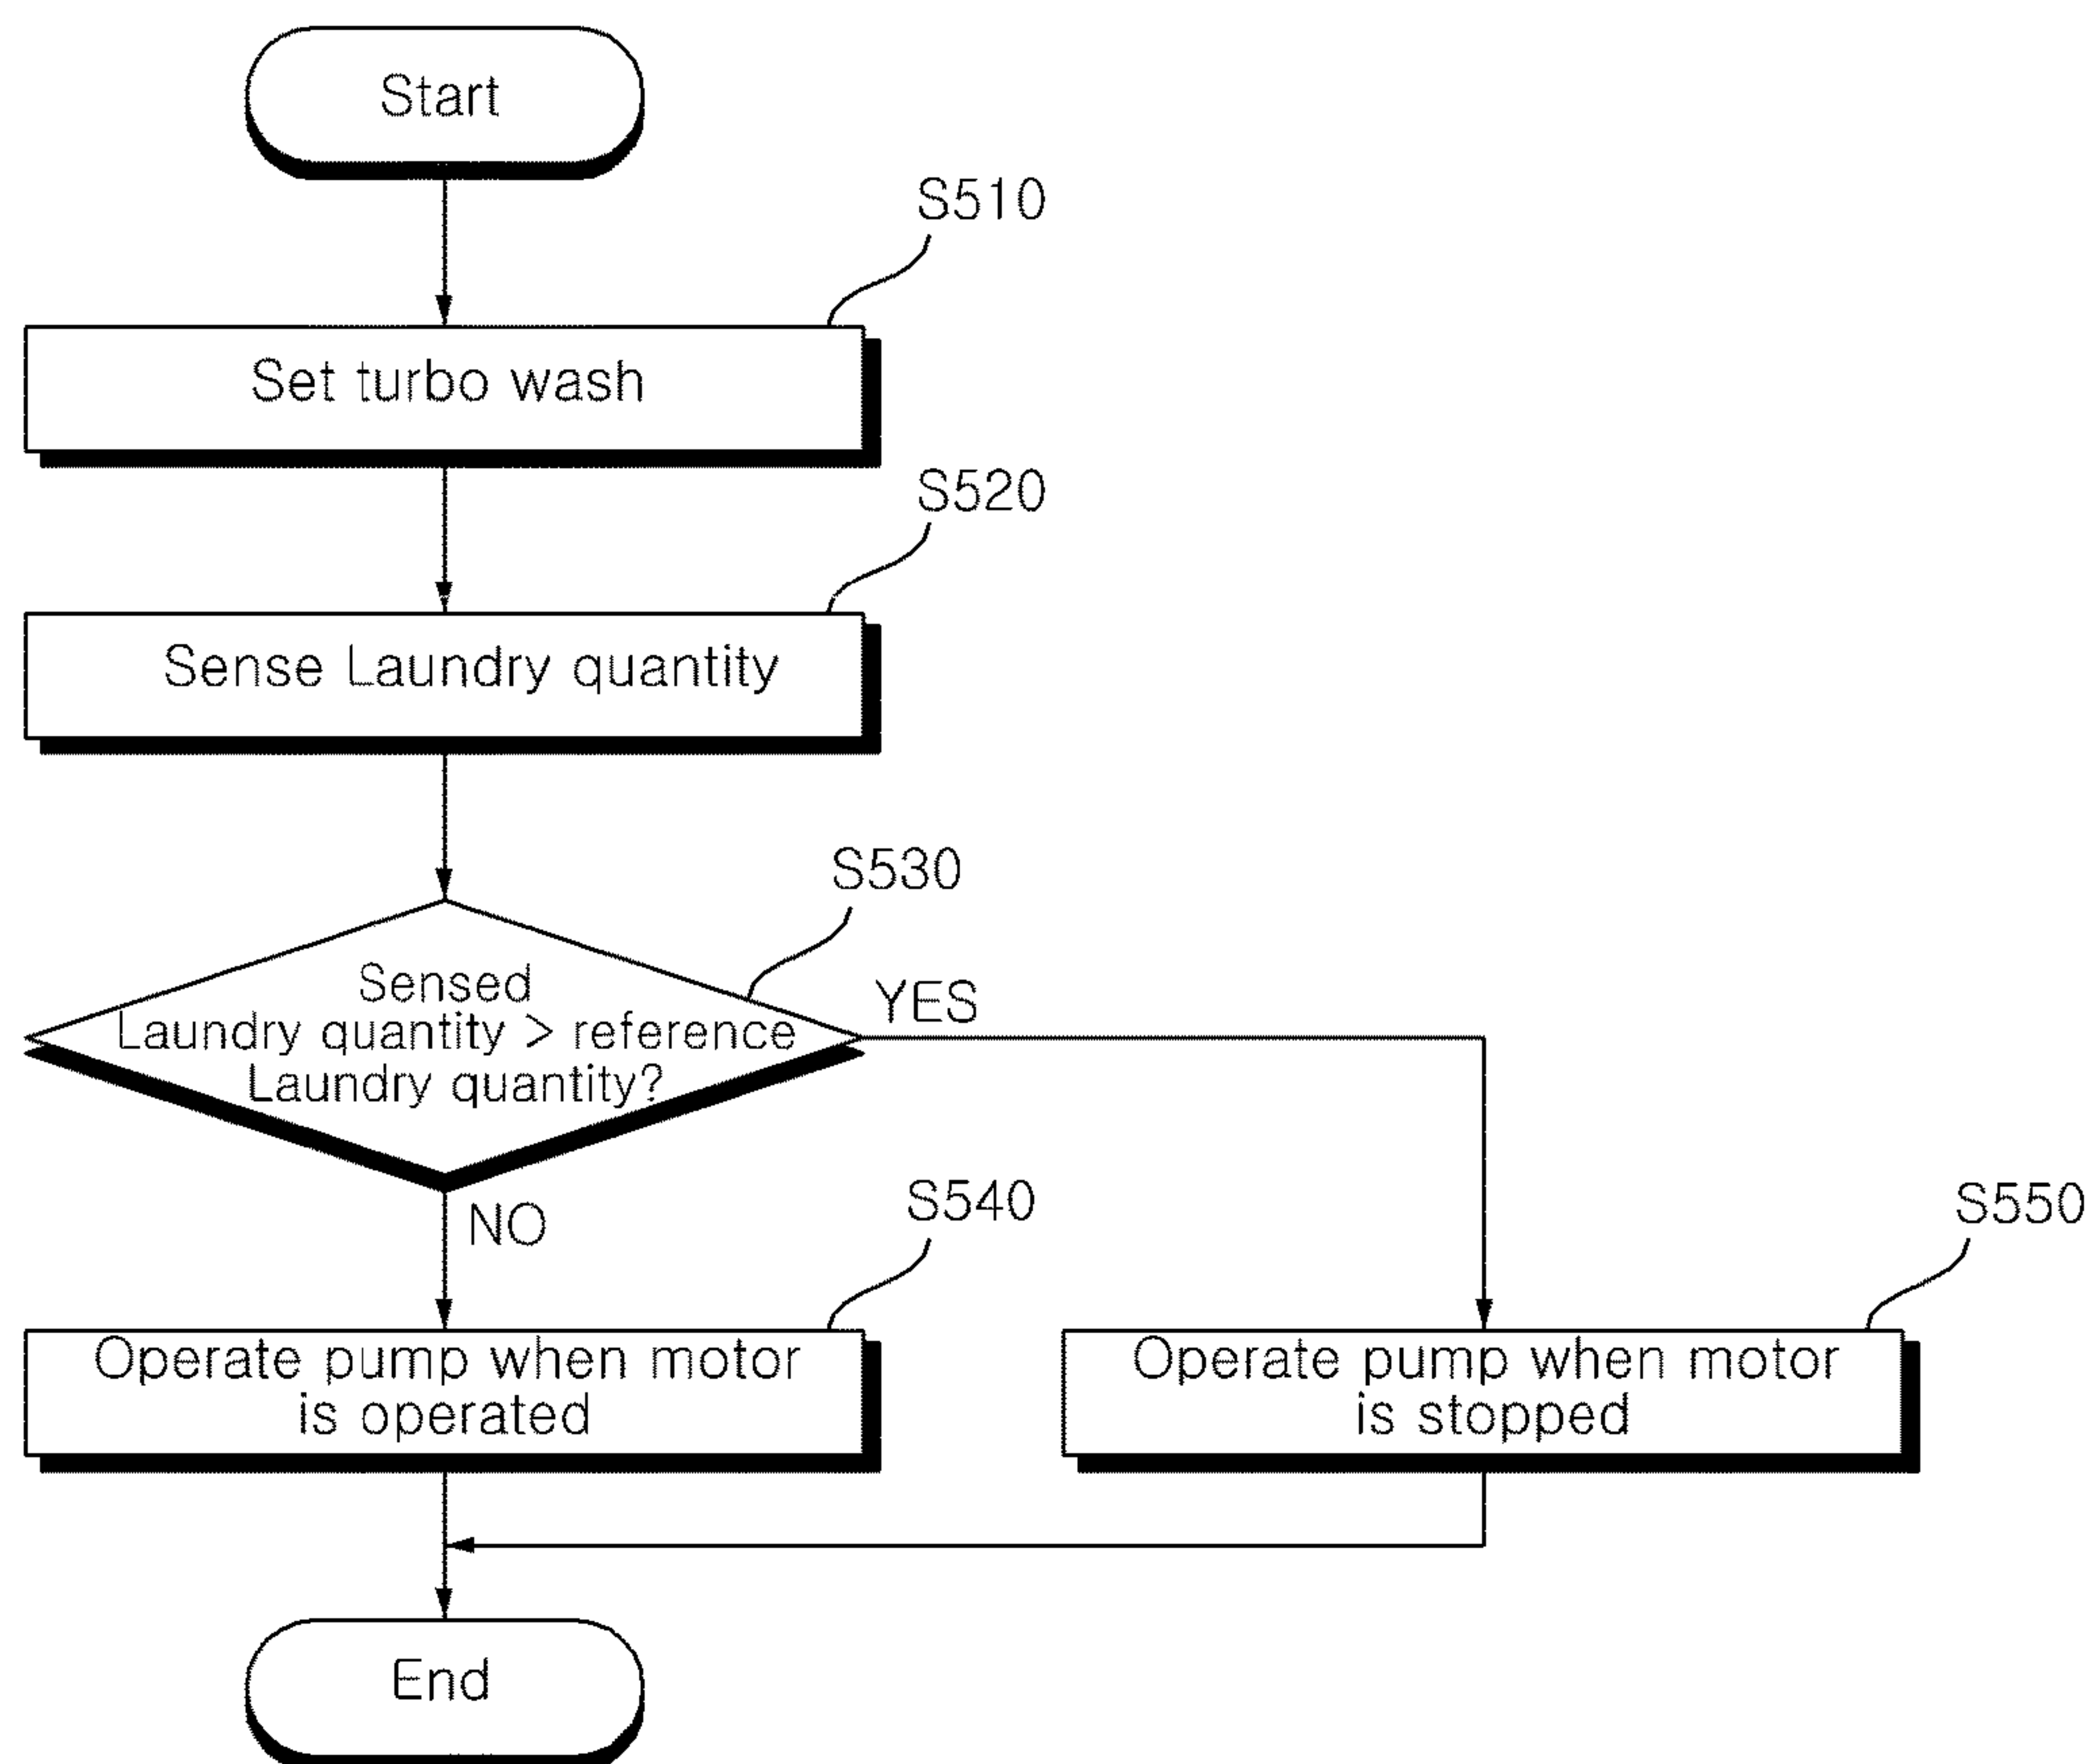 Start
S510
Set turbo wash
S520
Sense Laundry quantity
S530
Sensed
Laundry quantity > reference
Laundry quantity?
YES
NO
S540
S550
Operate pump when motor
is operated
Operate pump when motor
is stopped
End